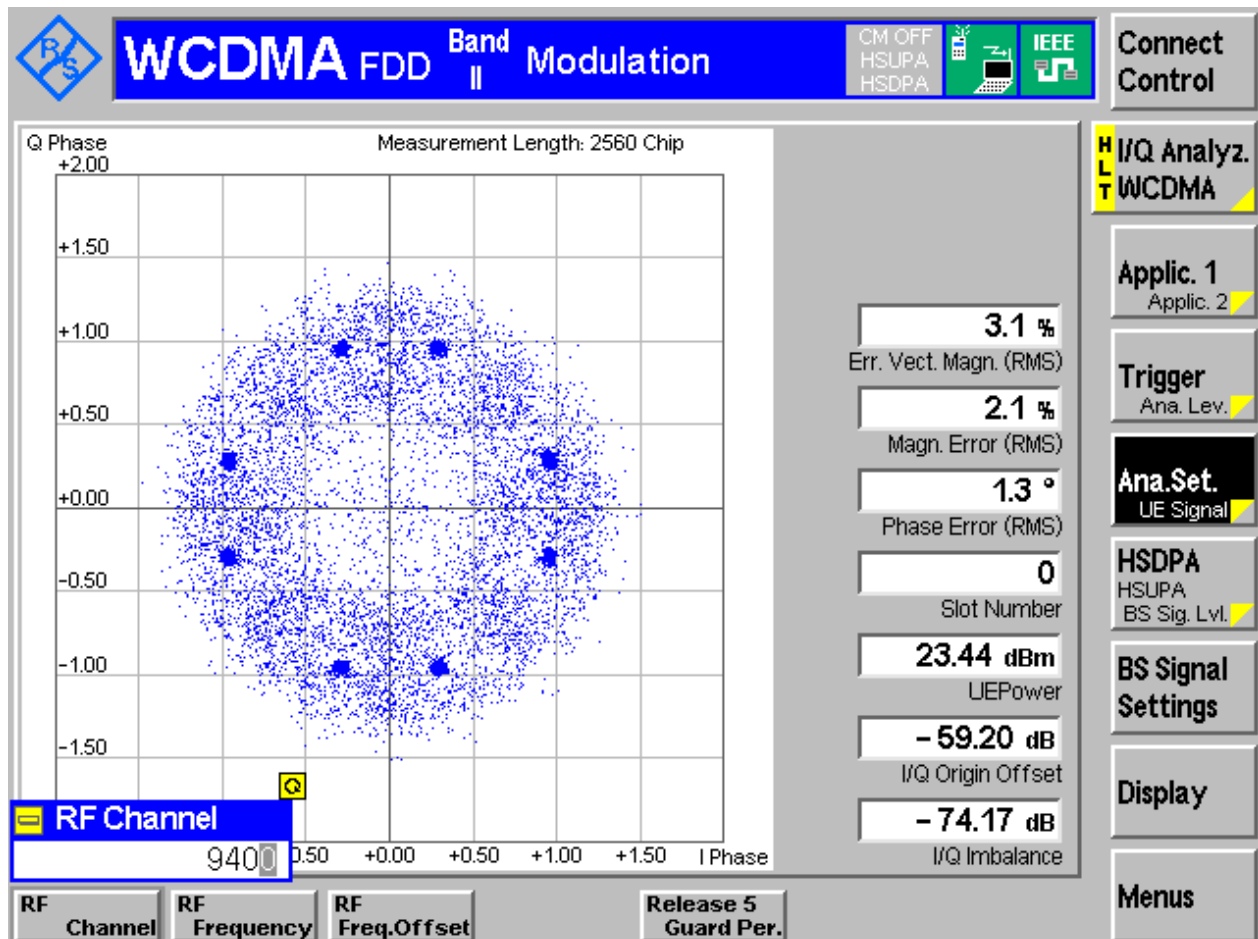 R/S
WCDMA FDD Band II Modulation
CM OFF
HSUPA
HSDPA
IEEE
Connect Control
Q Phase
Measurement Length: 2560 Chip
+2.00
+1.50
+1.00
+0.50
+0.00
-0.50
-1.00
-1.50
Q
RF Channel
9400
0.50 +0.00 +0.50 +1.00 +1.50 I Phase
3.1 %
Err. Vect. Magn. (RMS)
2.1 %
Magn. Error (RMS)
1.3 °
Phase Error (RMS)
0
Slot Number
23.44 dBm
UEPower
-59.20 dB
I/Q Origin Offset
-74.17 dB
I/Q Imbalance
HLT
I/Q Analyz.
WCDMA
Applic. 1
Applic. 2
Trigger
Ana. Lev.
Ana.Set.
UE Signal
HSDPA
HSUPA
BS Sig. Lvl.
BS Signal
Settings
Display
Menus
RF Channel
RF Frequency
RF Freq.Offset
Release 5 Guard Per.